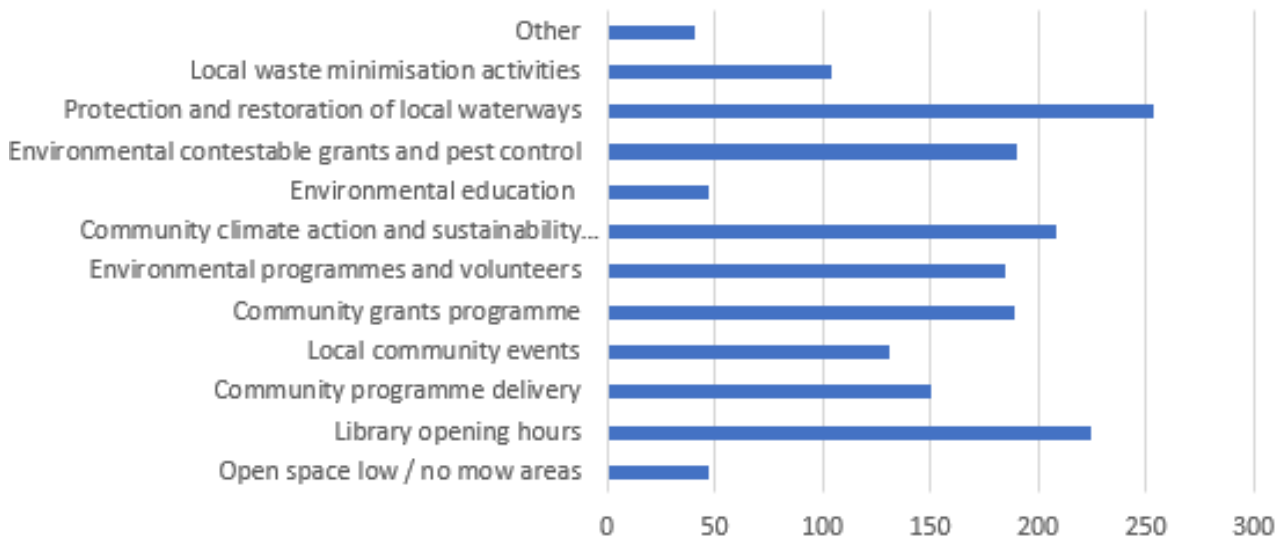 Other
Local waste minimisation activities
Protection and restoration of local waterways
Environmental contestable grants and pest control
Environmental education
Community climate action and sustainability...
Environmental programmes and volunteers
Community grants programme
Local community events
Community programme delivery
Library opening hours
Open space low / no mow areas
0 50 100 150 200 250 300